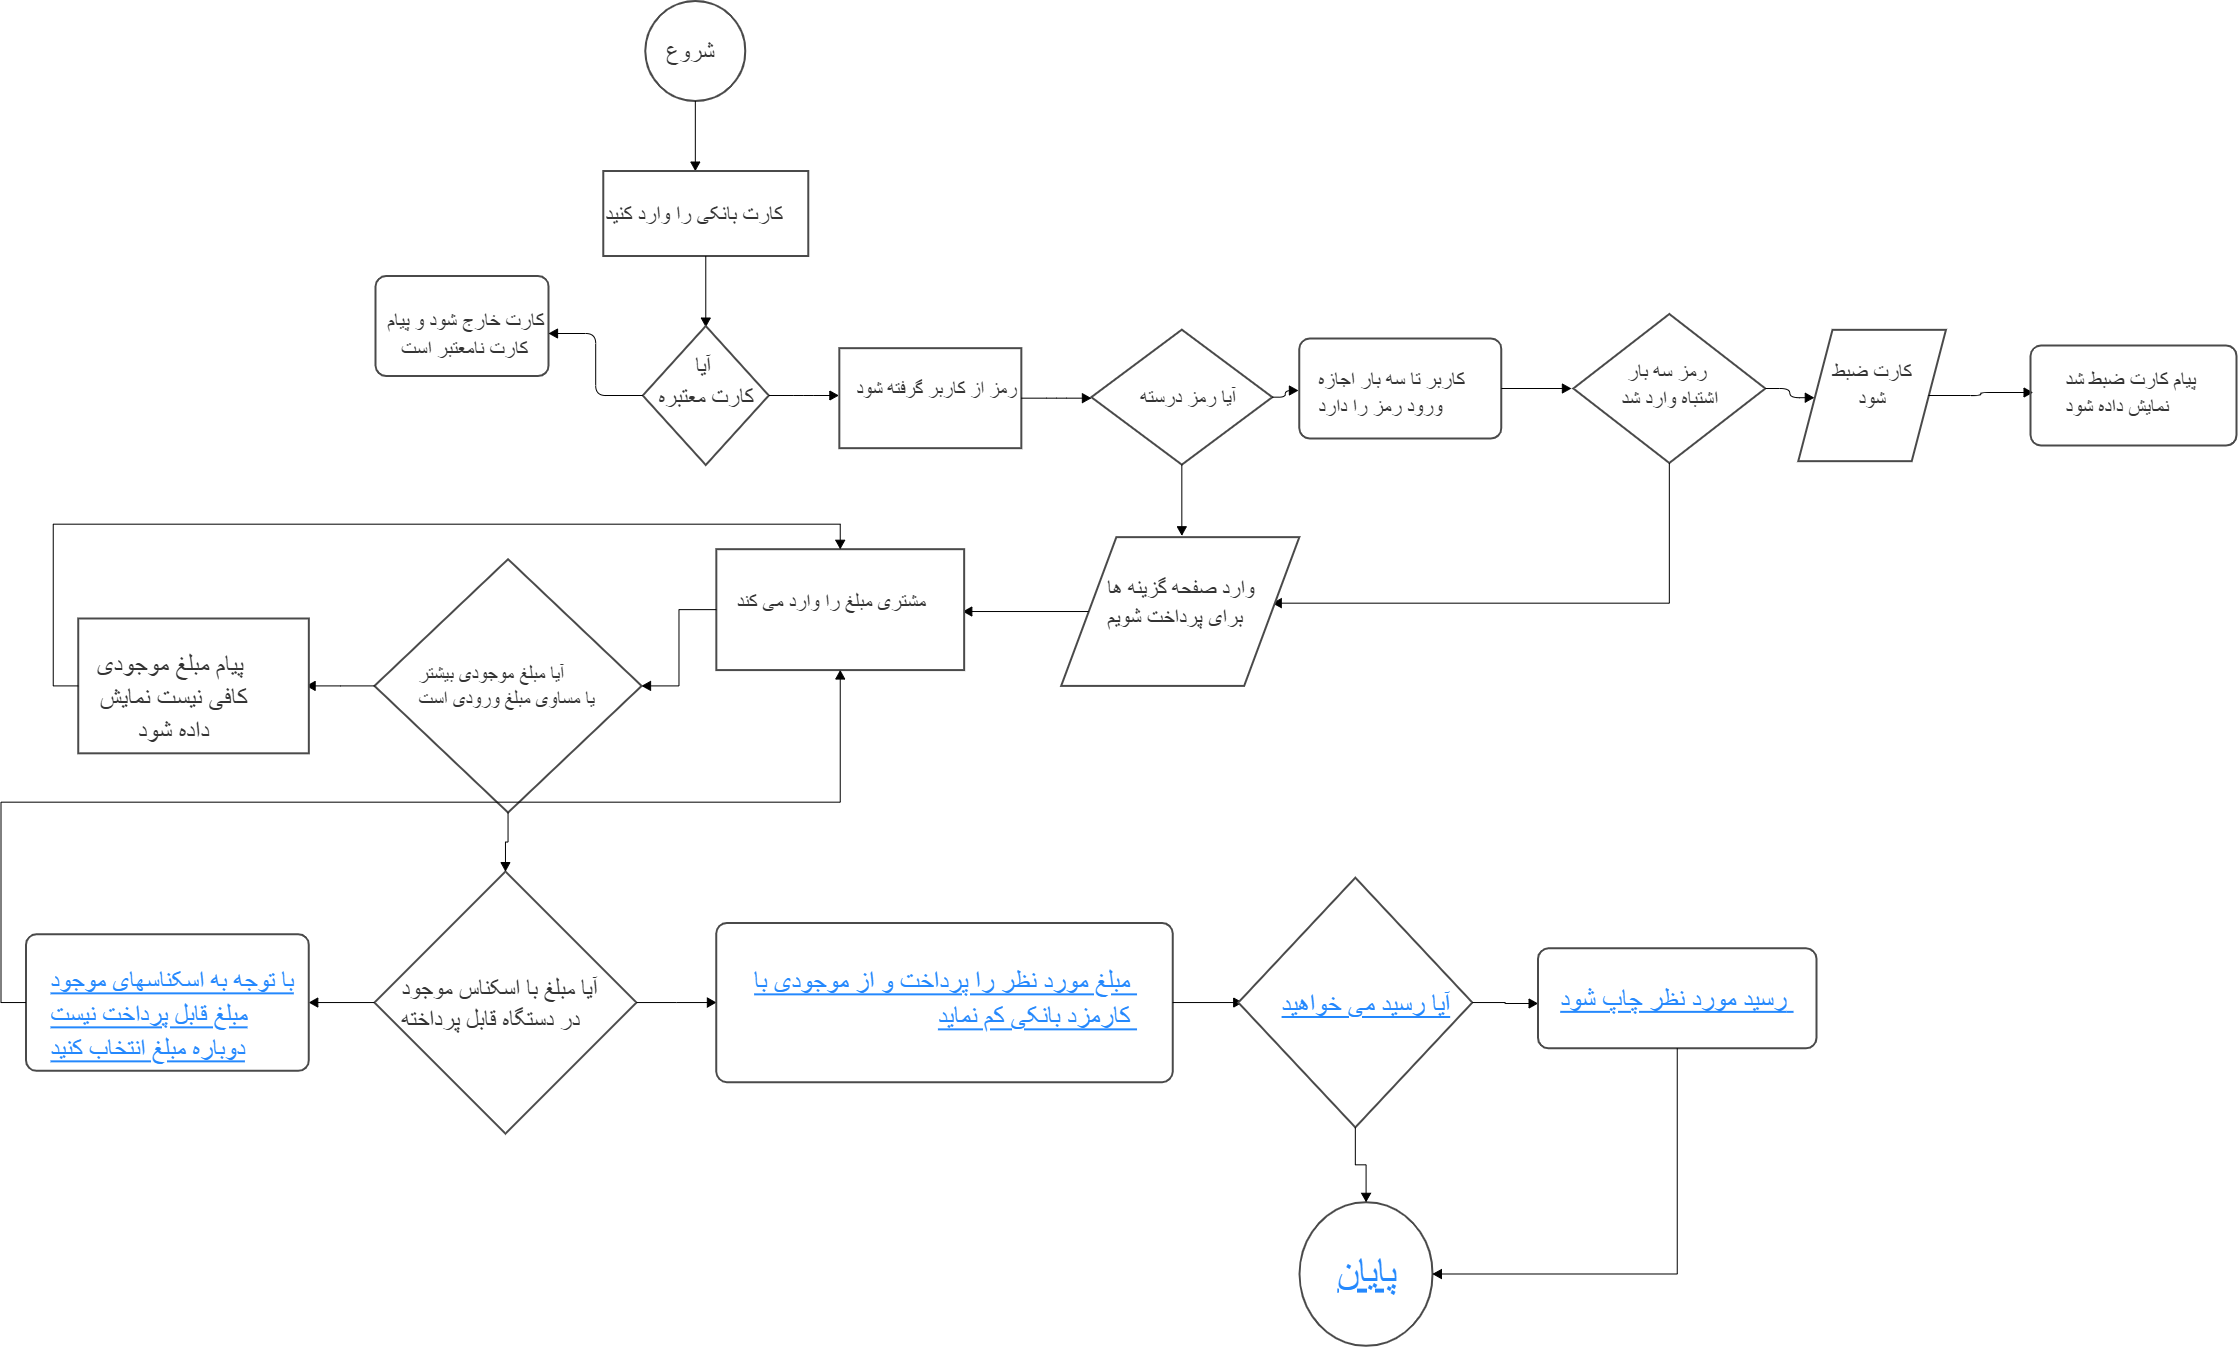 شروع
کارت بانکی را وارد کنید
کارت خارج شود و پیام
کارت نامعتبر است
آیا
کارت معتبره
رمز از کاربر گرفته شود
آیا رمز درسته
کاربر تا سه بار اجازه
ورود رمز را دارد
رمز سه بار
اشتباه وارد شد
کارت ضبط
شود
پیام کارت ضبط شد
نمایش داده شود
وارد صفحه گزینه ها
برای پرداخت شویم
مشتری مبلغ را وارد می کند
آیا مبلغ موجودی بیشتر
یا مساوی مبلغ ورودی است
پیام مبلغ موجودی
کافی نیست نمایش
داده شود
آیا مبلغ با اسکناس موجود
در دستگاه قابل پرداخته
با توجه به اسکناسهای موجود
مبلغ قابل پرداخت نیست
دوباره مبلغ انتخاب کنید
مبلغ مورد نظر را پرداخت و از موجودی با
کارمزد بانکی کم نماید
آیا رسید می خواهید
رسید مورد نظر چاپ شود
پایان